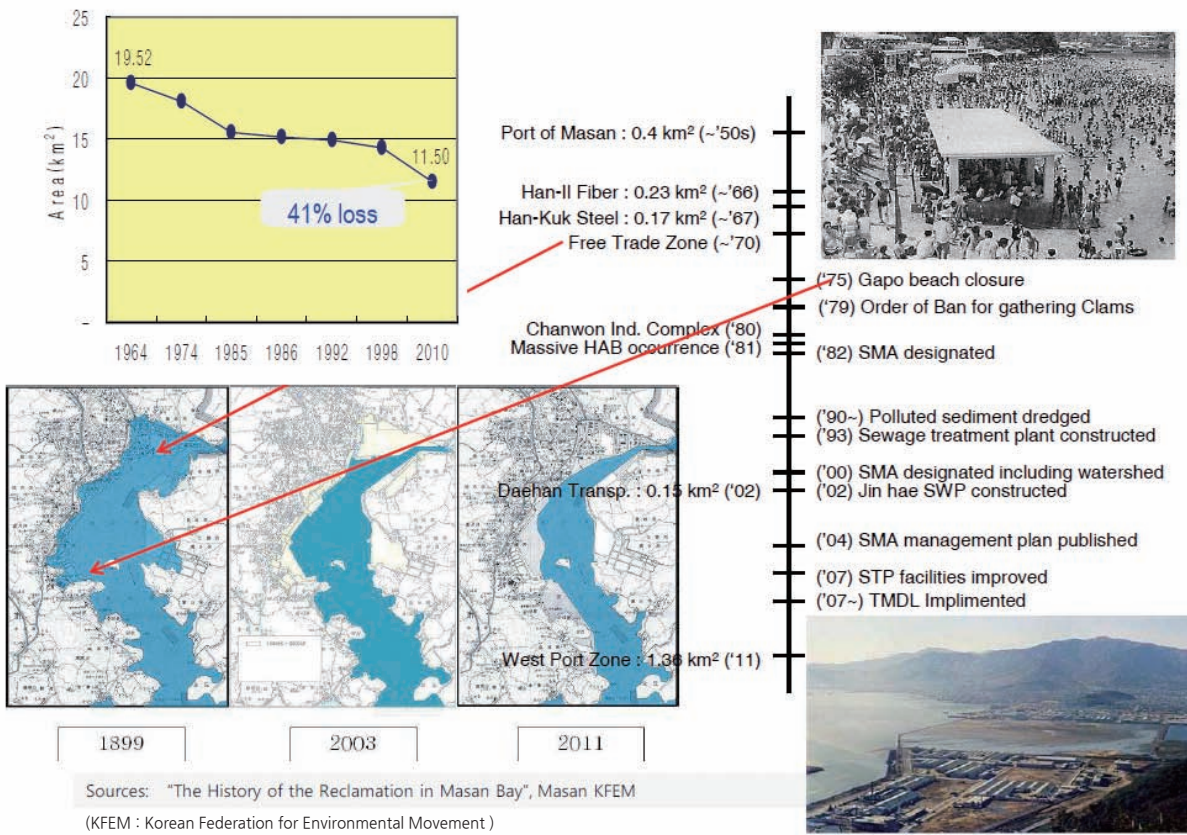 25
20
15
10
5
–
Area(km²)
19.52
11.50
41% loss
1964 1974 1985 1986 1992 1998 2010
Port of Masan : 0.4 km² (~'50s)
Han-Il Fiber : 0.23 km² (~'66)
Han-Kuk Steel : 0.17 km² (~'67)
Free Trade Zone (~'70)
('75) Gapo beach closure
('79) Order of Ban for gathering Clams
Chanwon Ind. Complex ('80)
Massive HAB ocurrence ('81)
('82) SMA designated
('90~) Polluted sediment dredged
('93) Sewage treatment plant constructed
('00) SMA designated including watershed
Daehan Transp. : 0.15 km² ('02)
('02) Jin hae SWP constructed
('04) SMA management plan published
('07) STP facilities improved
('07~) TMDL Implimented
West Port Zone : 1.36 km² ('11)
1899
2003
2011
Sources: "The History of the Reclamation in Masan Bay", Masan KFEM
(KFEM : Korean Federation for Environmental Movement )